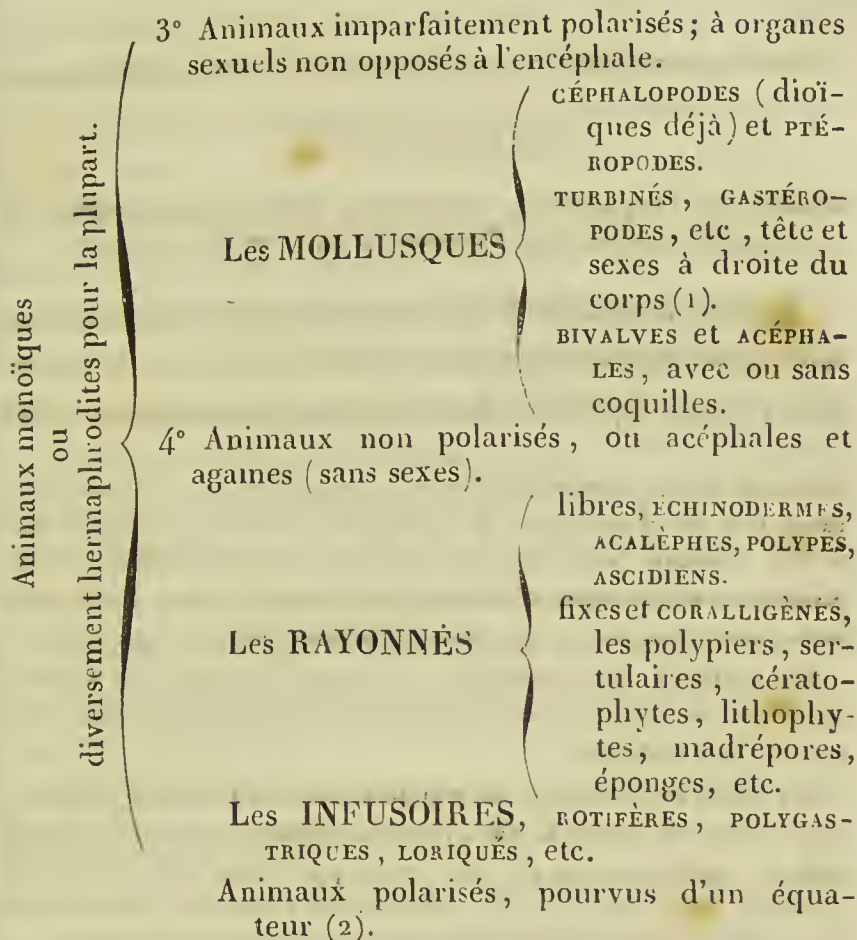 3° Animaux imparfaitement polarisés ; à organes
sexuels non opposés à l'encéphale.
Animaux monoïques
ou
diversement hermaphrodites pour la plupart.
Les MOLLUSQUES
CÉPHALOPODES ( dioï-
ques déjà ) et PTÉ-
ROPODES.
TURBINÉS , GASTÉRO-
PODES , etc , tête et
sexes à droite du
corps (1).
BIVALVES et ACÉPHA-
LES , avec ou sans
coquilles.
4° Animaux non polarisés , ou acéphales et
agames ( sans sexes ).
Les RAYONNÉS
libres, ÉCHINODERMES,
ACALÈPHES, POLYPES,
ASCIDIENS.
fixes et CORALLIGÈNES,
les polypiers , ser-
tulaires , cérato-
phytes, lithophy-
tes, madrépores,
éponges, etc.
Les INFUSOIRES, ROTIFÈRES , POLYGAS-
TRIQUES , LORIQUÉS , etc.
Animaux polarisés, pourvus d'un équa-
teur (2).